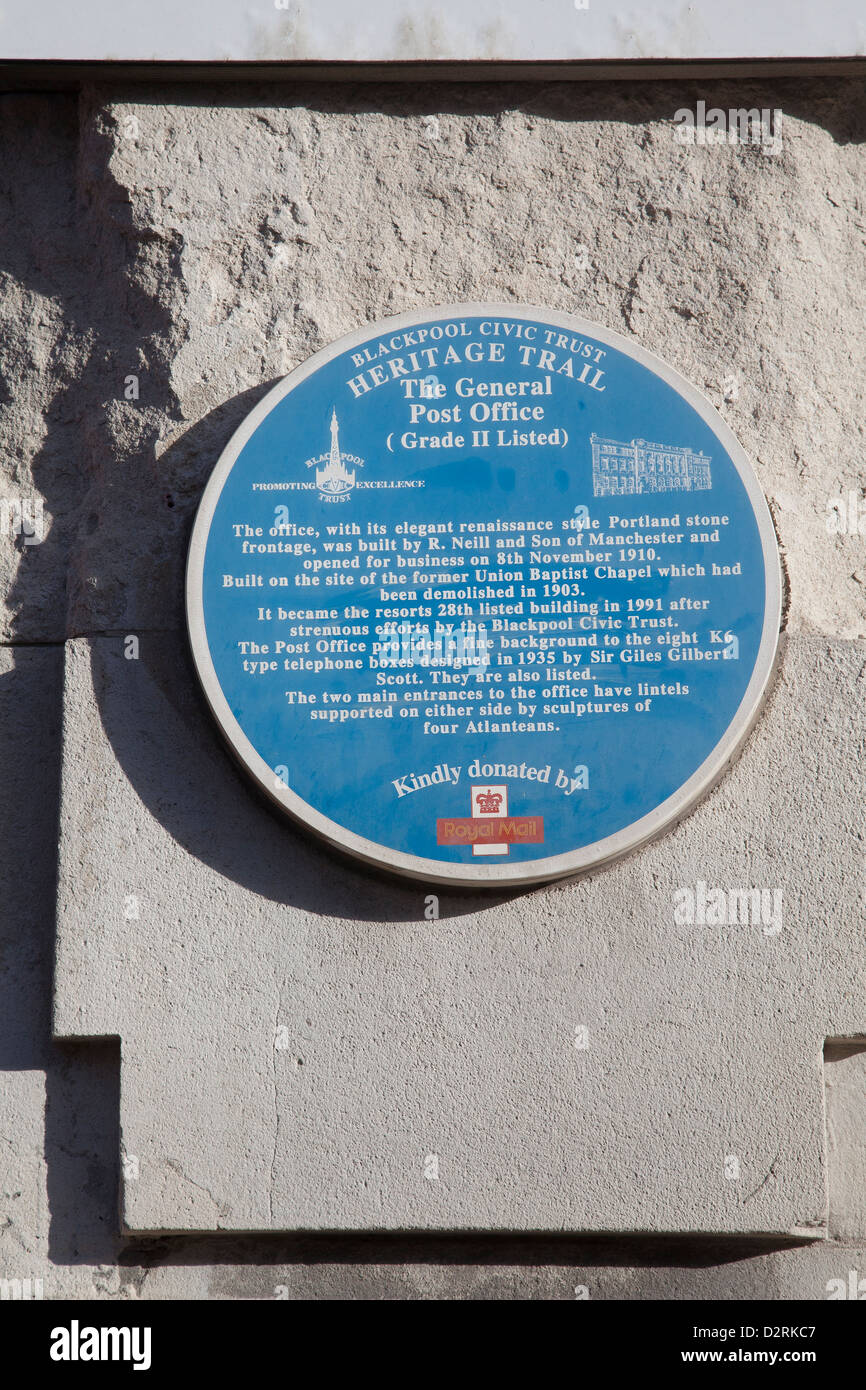 BLACKPOOL CIVIC TRUST
HERITAGE TRAIL
The General
Post Office
( Grade II Listed)
BLACKPOOL
PROMOTING CIVIC EXCELLENCE
TRUST
The office, with its elegant renaissance style Portland stone
frontage, was built by R. Neill and Son of Manchester and
opened for business on 8th November 1910.
Built on the site of the former Union Baptist Chapel which had
been demolished in 1903.
It became the resorts 28th listed building in 1991 after
strenuous efforts by the Blackpool Civic Trust.
The Post Office provides a fine background to the eight K6
type telephone boxes designed in 1935 by Sir Giles Gilbert
Scott. They are also listed.
The two main entrances to the office have lintels
supported on either side by sculptures of
four Atlanteans.
Kindly donated by
Royal Mail
alamy
a
alamy
Image ID: D2RKC7
www.alamy.com